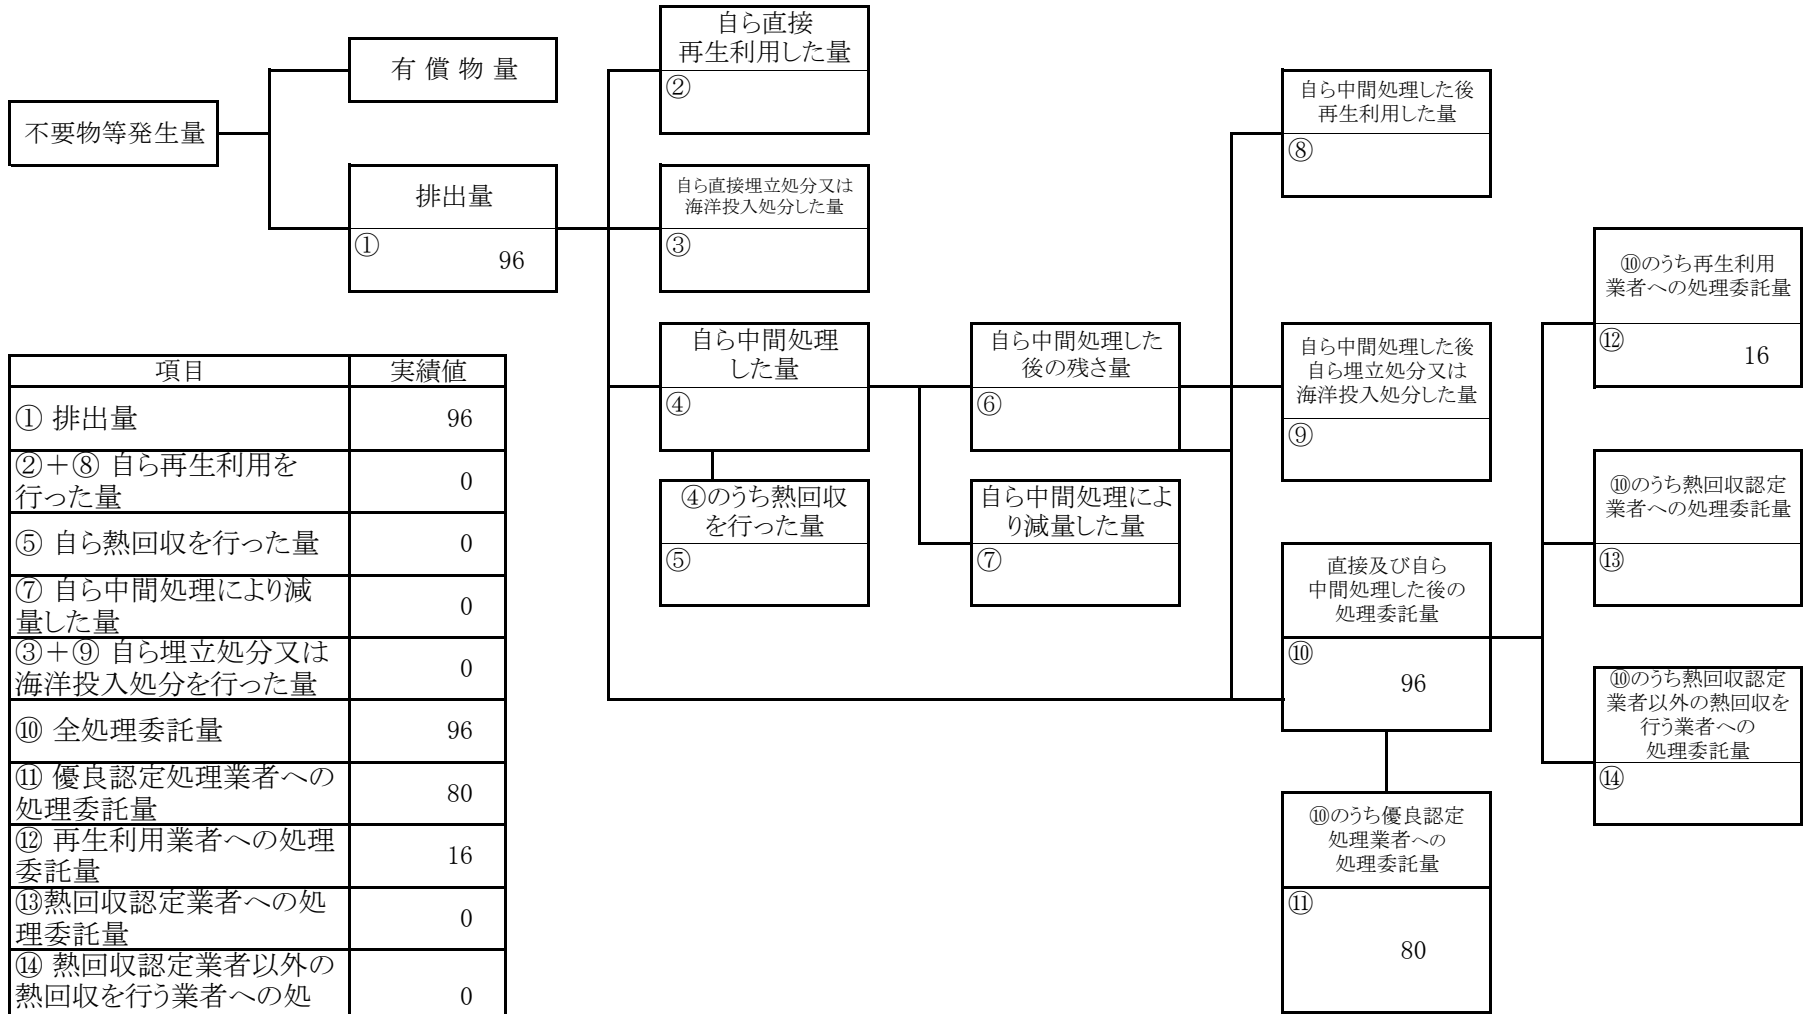 不要物等発生量
有 償 物 量
排出量
①
96
自ら直接
再生利用した量
②
自ら直接埋立処分又は
海洋投入処分した量
③
自ら中間処理
した量
④
④のうち熱回収
を行った量
⑤
自ら中間処理した
後の残さ量
⑥
自ら中間処理によ
り減量した量
⑦
自ら中間処理した後
再生利用した量
⑧
自ら中間処理した後
自ら埋立処分又は
海洋投入処分した量
⑨
直接及び自ら
中間処理した後の
処理委託量
⑩
96
⑩のうち優良認定
処理業者への
処理委託量
⑪
80
⑩のうち再生利用
業者への処理委託量
⑫
16
⑩のうち熱回収認定
業者への処理委託量
⑬
⑩のうち熱回収認定
業者以外の熱回収を
行う業者への
処理委託量
⑭
項目 実績値
① 排出量 96
②＋⑧ 自ら再生利用を
行った量 0
⑤ 自ら熱回収を行った量 0
⑦ 自ら中間処理により減
量した量 0
③＋⑨ 自ら埋立処分又は
海洋投入処分を行った量 0
⑩ 全処理委託量 96
⑪ 優良認定処理業者への
処理委託量 80
⑫ 再生利用業者への処理
委託量 16
⑬熱回収認定業者への処
理委託量 0
⑭ 熱回収認定業者以外の
熱回収を行う業者への処 0